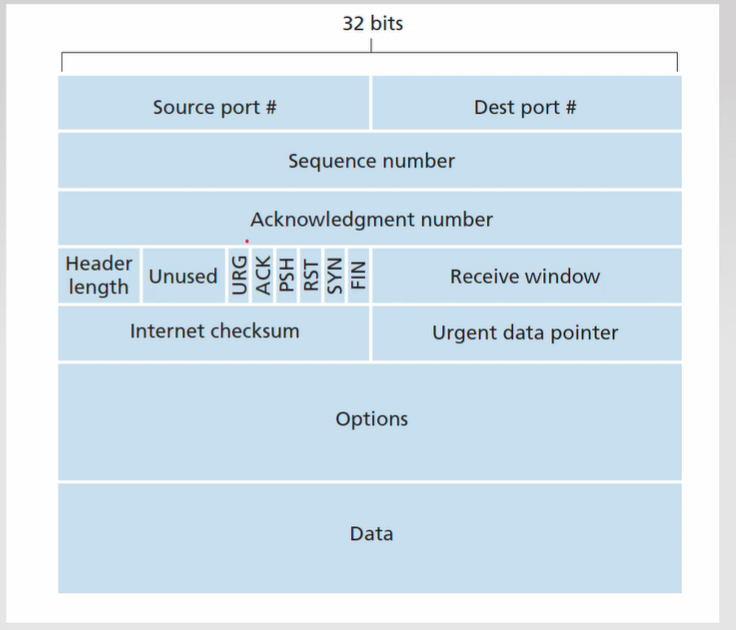 32 bits
Source port #
Dest port #
Sequence number
Acknowledgment number
Header
length
Unused
URG
ACK
PSH
RST
SYN
FIN
Receive window
Internet checksum
Urgent data pointer
Options
Data